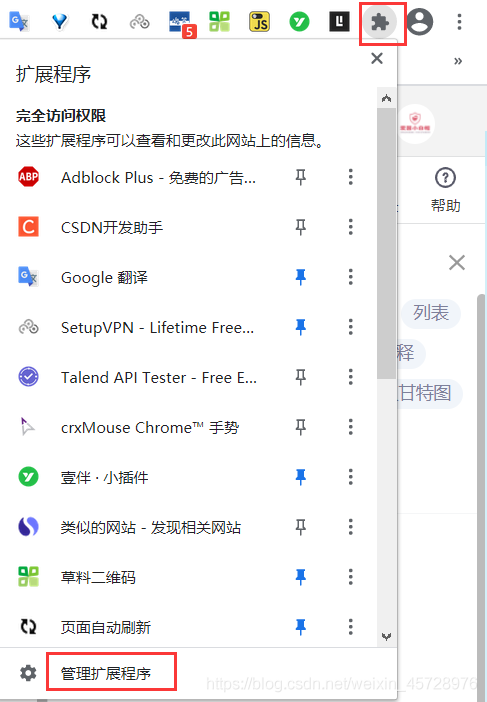 5
JS
扩展程序
完全访问权限
这些扩展程序可以查看和更改此网站上的信息。
ABP Adblock Plus - 免费的广告...
C CSDN开发助手
Google 翻译
SetupVPN - Lifetime Free...
Talend API Tester - Free E...
crxMouse Chrome™ 手势
壹伴 · 小插件
类似的网站 - 发现相关网站
草料二维码
页面自动刷新
管理扩展程序
»
帮助
列表
释
甘特图
https://blog.csdn.net/weixin_45728976